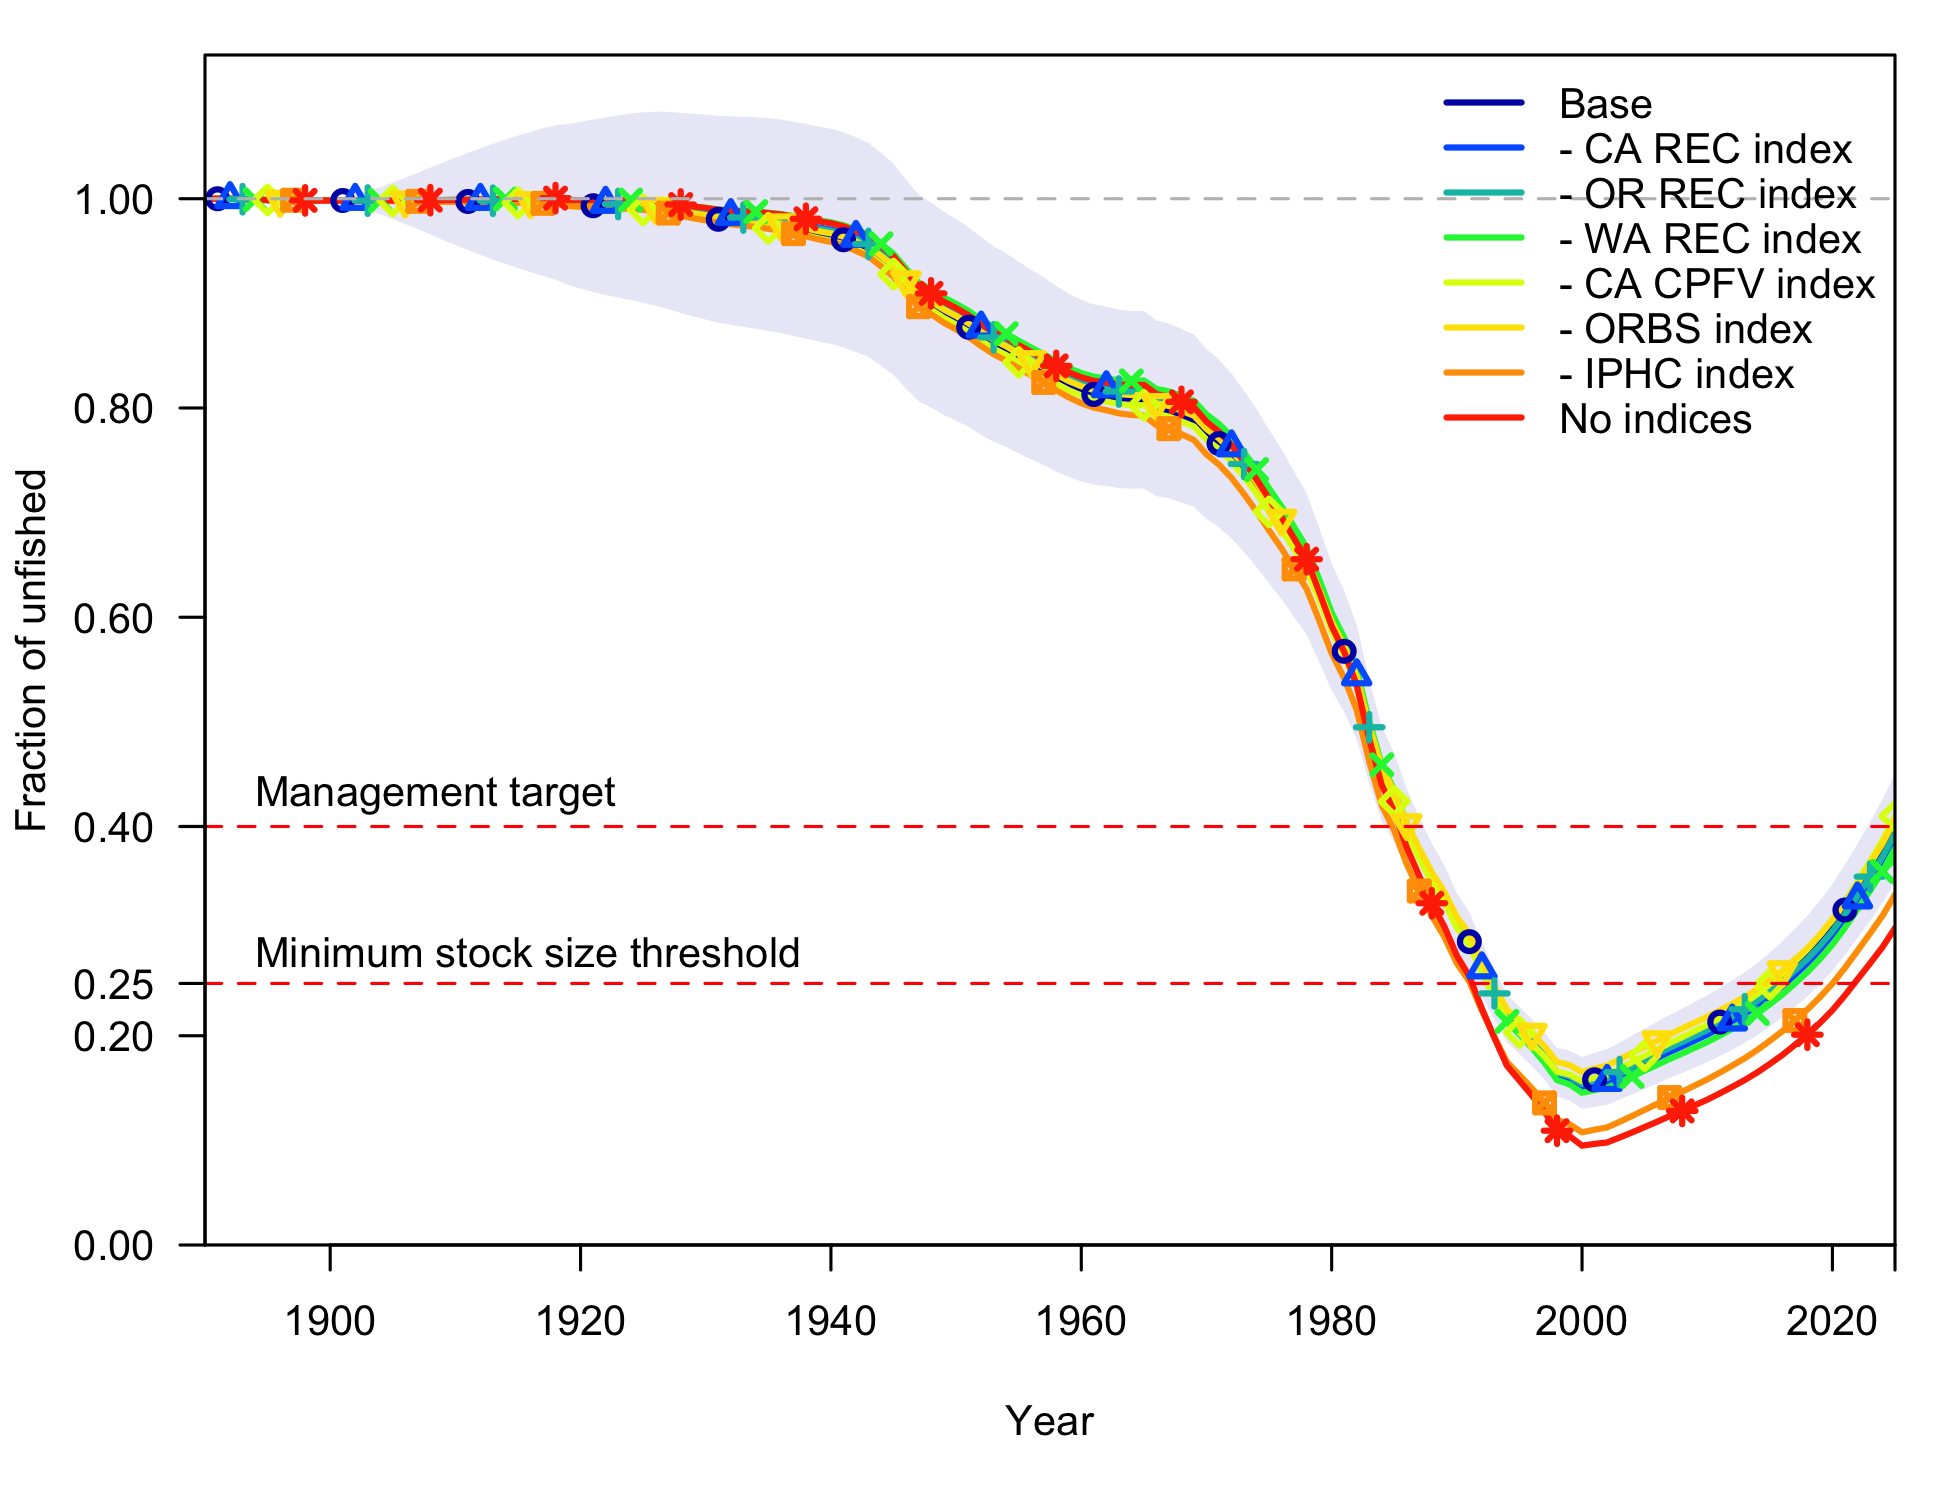 Base
- CA REC index
- OR REC index
- WA REC index
- CA CPFV index
- ORBS index
- IPHC index
No indices
1.00
0.80
0.60
0.40
0.25
0.20
0.00
Fraction of unfished
Management target
Minimum stock size threshold
1900 1920 1940 1960 1980 2000 2020
Year